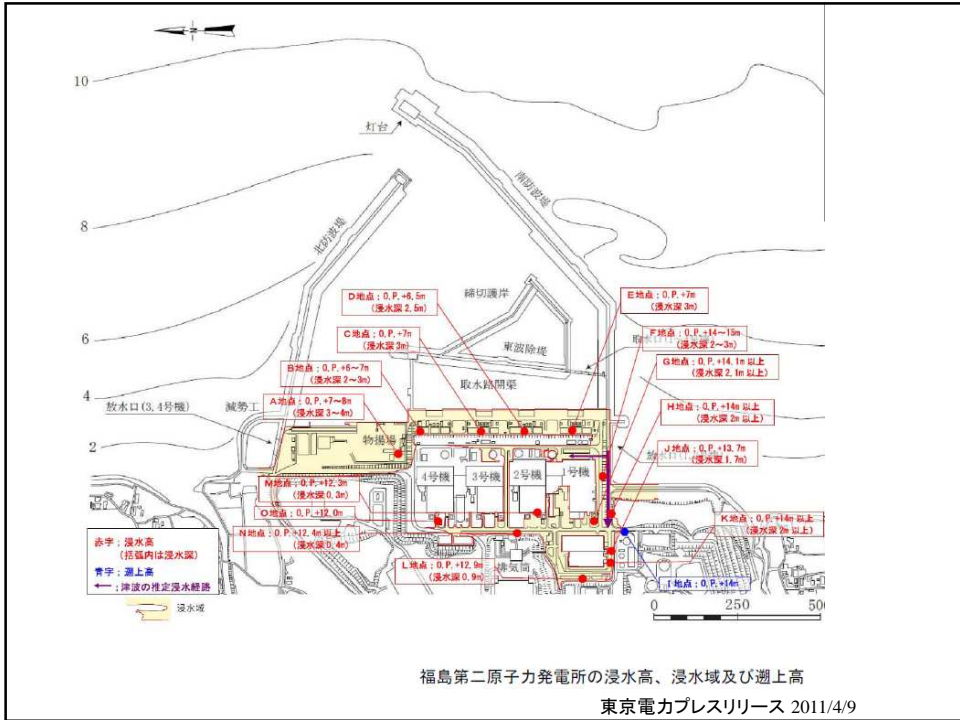 10
灯台
8
南防波堤
北防波堤
D地点；O.P.+6.5m
(浸水深2.5m)
締切護岸
E地点；O.P.+7m
(浸水深3m)
6
C地点；O.P.+7m
(浸水深3m)
東波除堤
F地点；O.P.+14～15m
(浸水深2～3m)
取水口
B地点；O.P.+6～7m
(浸水深2～3m)
取水路開渠
G地点；O.P.+14.1m以上
(浸水深2.1m以上)
4
放水口(3,4号機)
減勢工
A地点；O.P.+7～8m
(浸水深3～4m)
H地点；O.P.+14m以上
(浸水深2m以上)
2
物揚場
J地点；O.P.+13.7m
(浸水深1.7m)
4号機
3号機
2号機
1号機
M地点；O.P.+12.3m
(浸水深0.3m)
O地点；O.P.+12.0m
K地点；O.P.+14m以上
(浸水深2m以上)
N地点；O.P.+12.4m以上
(浸水深0.4m)
L地点；O.P.+12.9m
(浸水深0.9m)
排気筒
I地点；O.P.+14m
赤字；浸水高
(括弧内は浸水深)
青字；遡上高
；津波の推定浸水経路
浸水域
0 250 500
福島第二原子力発電所の浸水高、浸水域及び遡上高
東京電力プレスリリース 2011/4/9